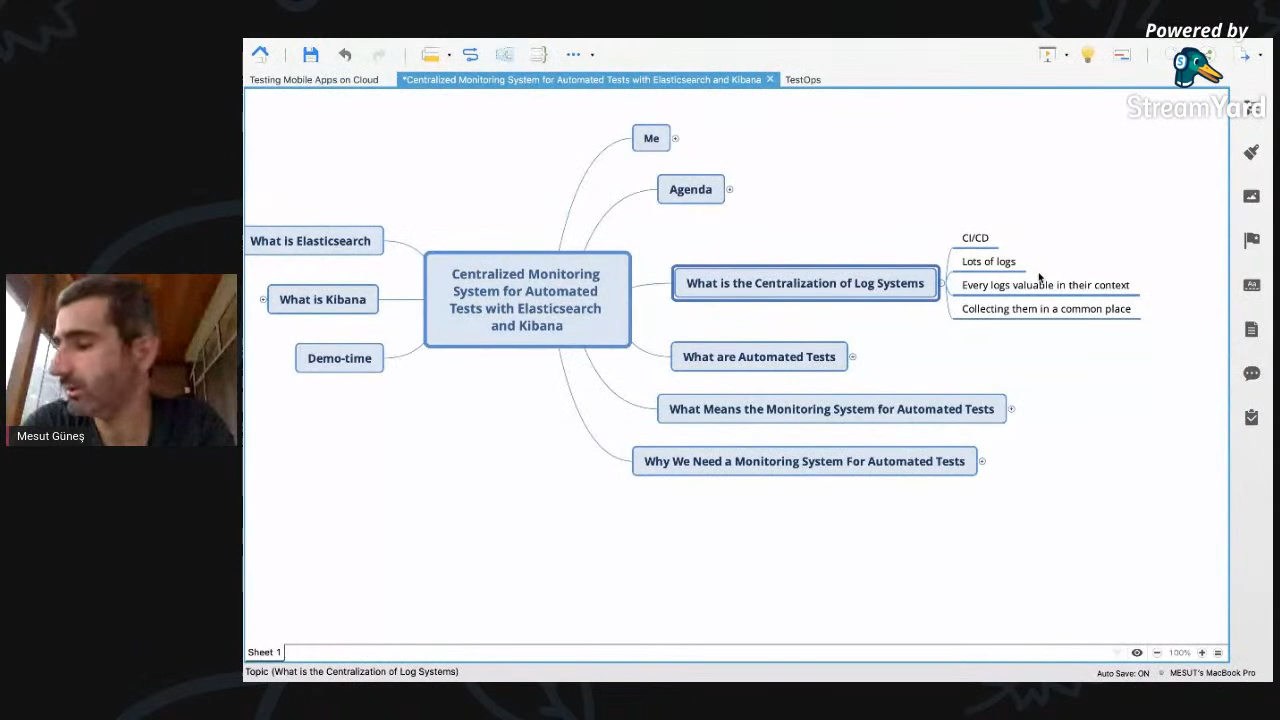 Powered by
StreamYard
Testing Mobile Apps on Cloud
*Centralized Monitoring System for Automated Tests with Elasticsearch and Kibana
TestOps
Me
Agenda
What is Elasticsearch
What is Kibana
Demo-time
Centralized Monitoring
System for Automated
Tests with Elasticsearch
and Kibana
What is the Centralization of Log Systems
CI/CD
Lots of logs
Every logs valuable in their context
Collecting them in a common place
What are Automated Tests
What Means the Monitoring System for Automated Tests
Why We Need a Monitoring System For Automated Tests
Mesut Güneş
Sheet 1
100%
Topic (What is the Centralization of Log Systems)
Auto Save: ON
MESUT's MacBook Pro